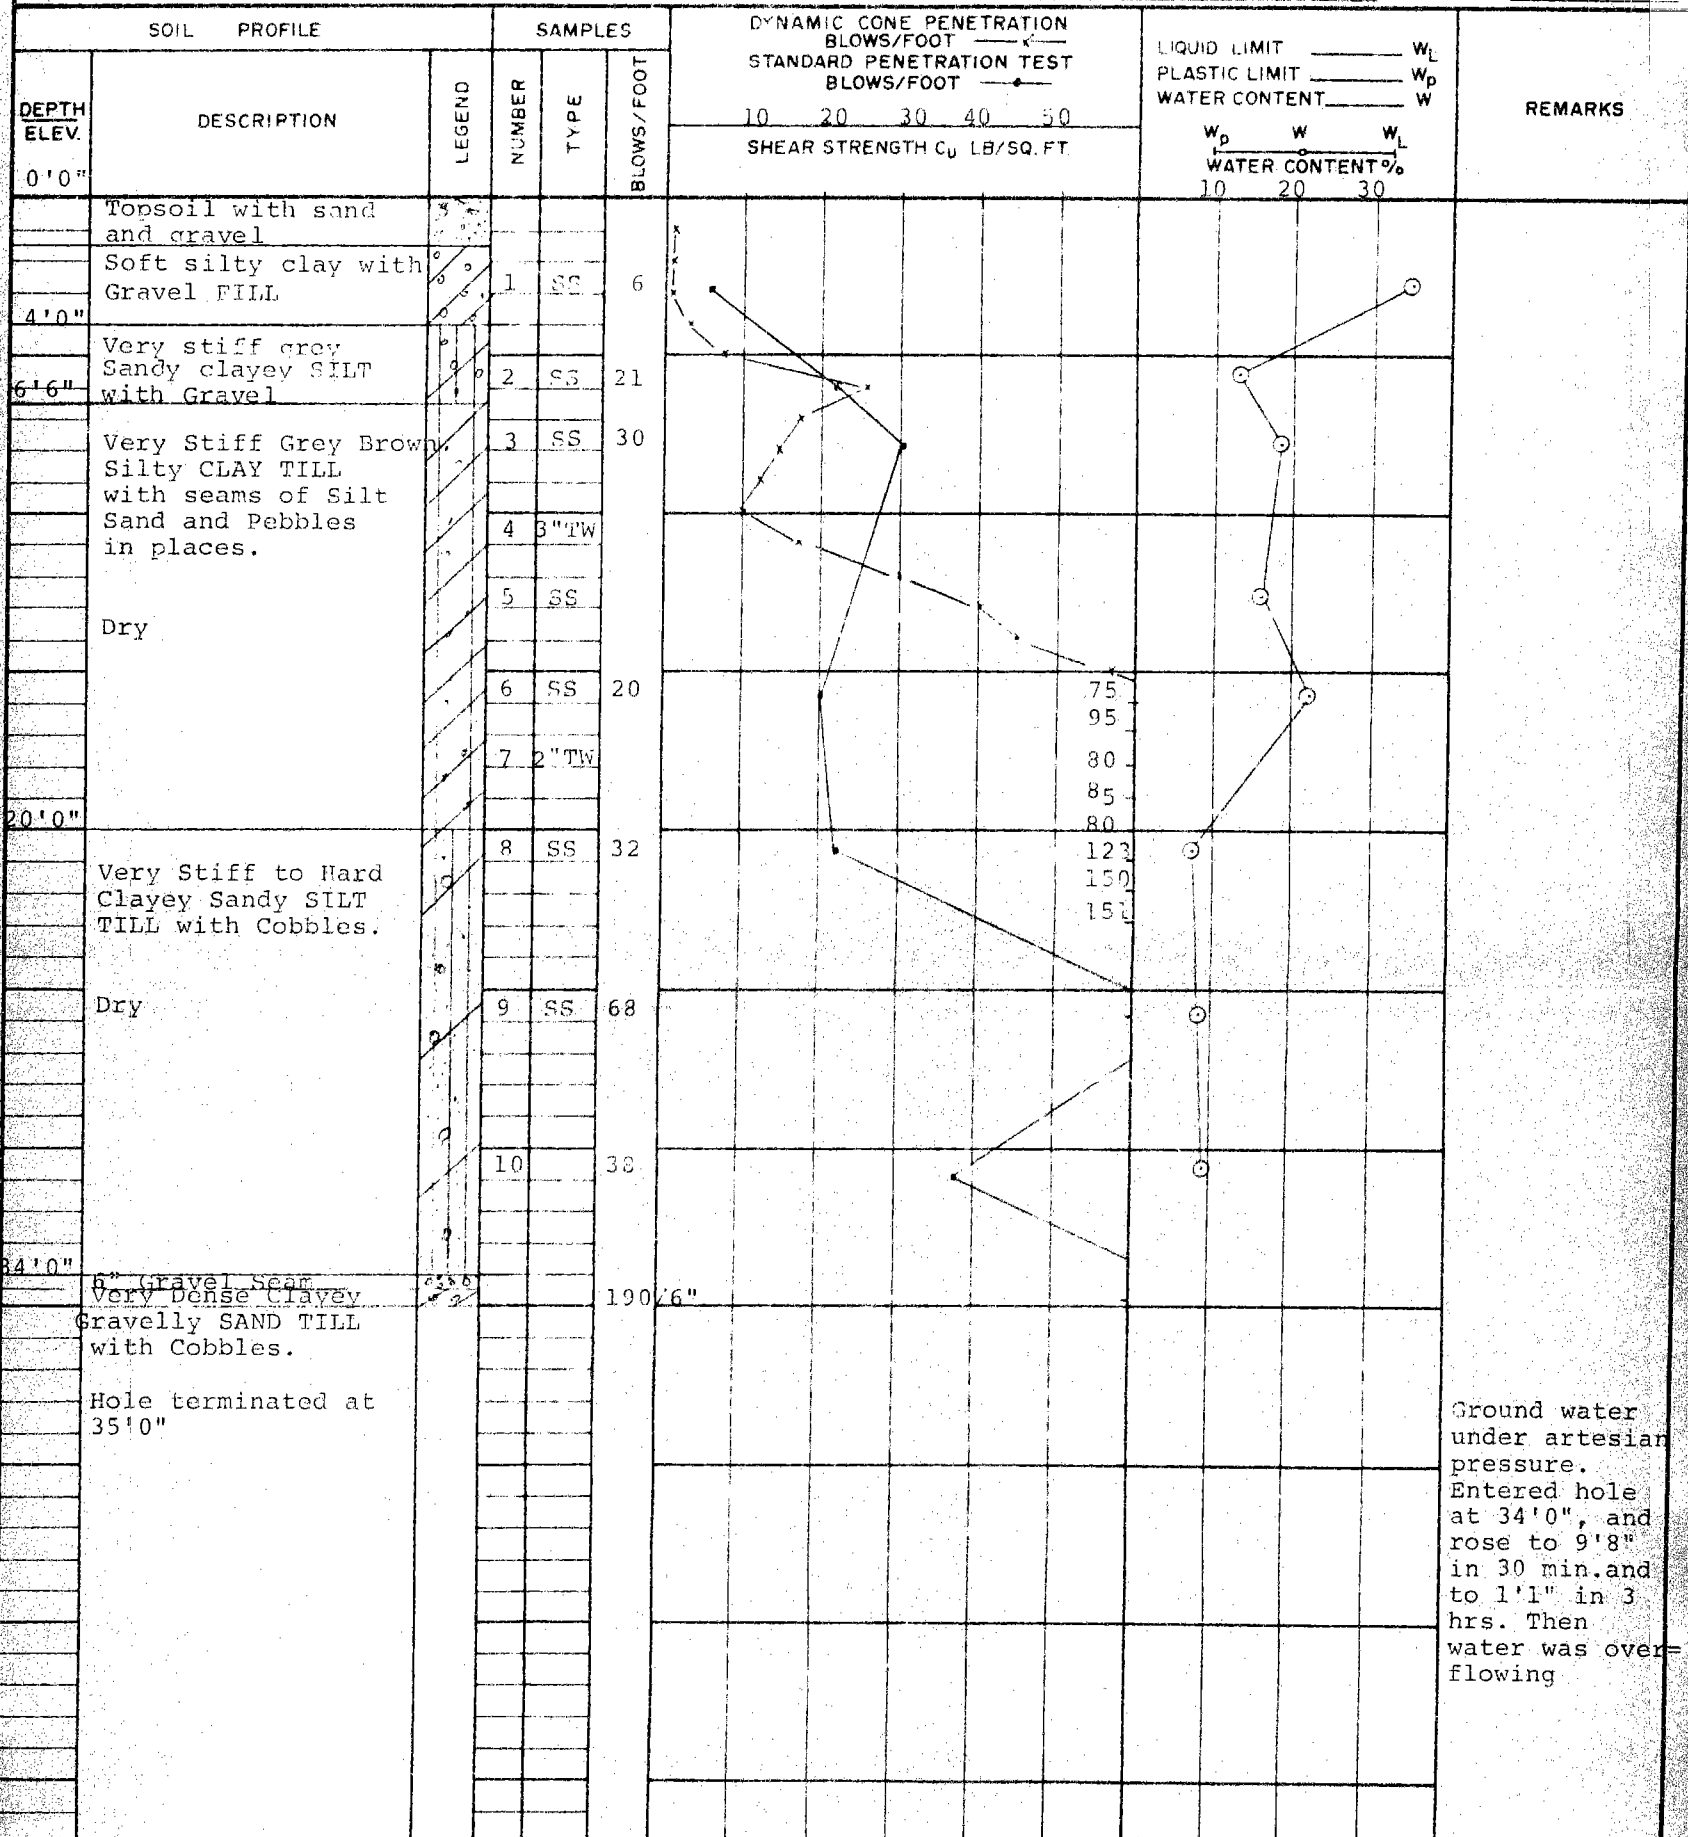 SOIL PROFILE
SAMPLES
DYNAMIC CONE PENETRATION
BLOWS/FOOT
STANDARD PENETRATION TEST
BLOWS/FOOT
10 20 30 40 50
SHEAR STRENGTH Cu LB/SQ. FT.
LIQUID LIMIT WL
PLASTIC LIMIT Wp
WATER CONTENT W
Wp W WL
WATER CONTENT %
10 20 30
REMARKS
DEPTH
ELEV.
DESCRIPTION
LEGEND
NUMBER
TYPE
BLOWS/FOOT
0'0"
Topsoil with sand
and gravel
Soft silty clay with
Gravel FILL
1 SS 6
4'0"
Very stiff grey
Sandy clayey SILT
with Gravel
2 SS 21
6'6"
Very Stiff Grey Brown
Silty CLAY TILL
with seams of Silt
Sand and Pebbles
in places.
3 SS 30
4 3"TW
5 SS
Dry
6 SS 20
75
95
7 2"TW
80
85
80
20'0"
8 SS 32
123
150
151
Very Stiff to Hard
Clayey Sandy SILT
TILL with Cobbles.
Dry
9 SS 68
10 38
34'0"
6" Gravel Seam
Very Dense Clayey
Gravelly SAND TILL
with Cobbles.
190/6"
Hole terminated at
35'0"
Ground water
under artesian
pressure.
Entered hole
at 34'0", and
rose to 9'8"
in 30 min.and
to 1'1" in 3
hrs. Then
water was over=
flowing